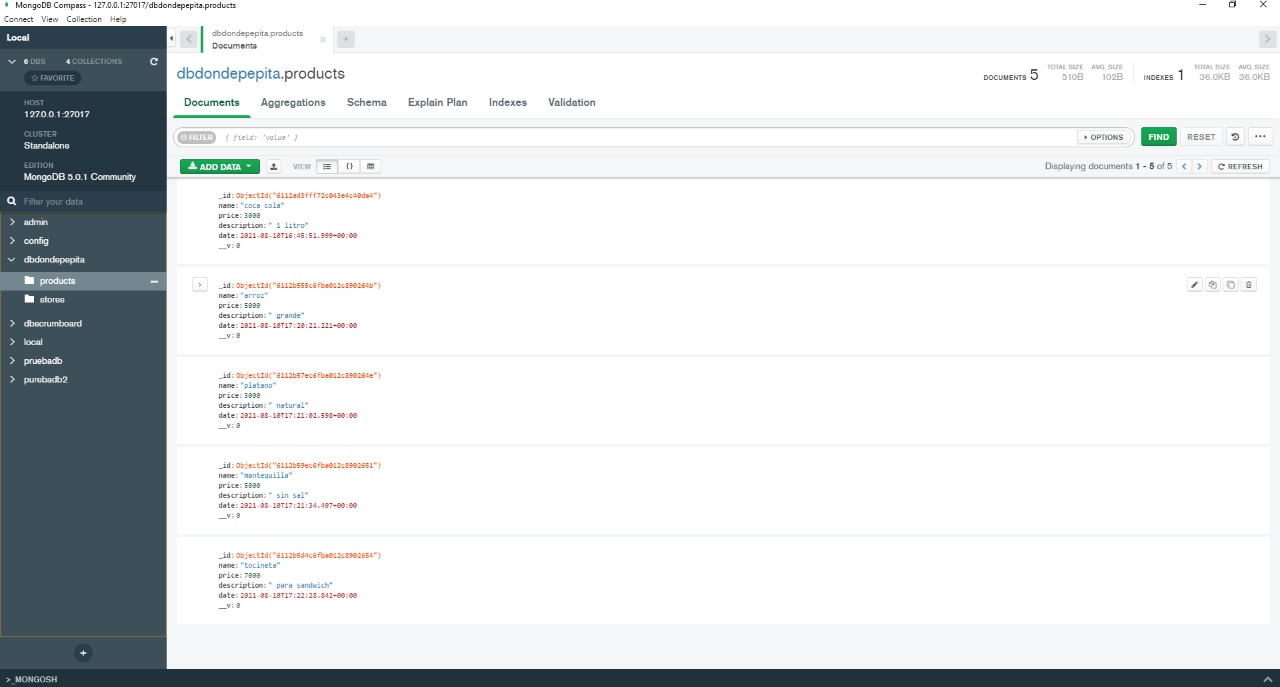 MongoDB Compass - 127.0.0.1:27017/dbdondepepita.products
Connect View Collection Help
Local
6 DBS 4 COLLECTIONS
☆ FAVORITE
HOST
127.0.0.1:27017
CLUSTER
Standalone
EDITION
MongoDB 5.0.1 Community
Filter your data
admin
config
dbdondepepita
products
stores
dbscrumboard
local
pruebadb
purebadb2
>_MONGOSH
dbdondepepita.products
Documents
dbdondepepita.products
DOCUMENTS 5 TOTAL SIZE 510B AVG. SIZE 102B INDEXES 1 TOTAL SIZE 36.0KB AVG. SIZE 36.0KB
Documents Aggregations Schema Explain Plan Indexes Validation
FILTER { field: 'value' } OPTIONS FIND RESET
ADD DATA VIEW {} Displaying documents 1 - 5 of 5 < > REFRESH
_id: ObjectId("6112ad3fff72c043e4c40da4")
name: "coca cola"
price: 3000
description: " 1 litro"
date: 2021-08-10T16:45:51.999+00:00
__v: 0
_id: ObjectId("6112b555c6fba012c890264b")
name: "arroz"
price: 5000
description: " grande"
date: 2021-08-10T17:20:21.221+00:00
__v: 0
_id: ObjectId("6112b57ec6fba012c890264e")
name: "platano"
price: 3000
description: " natural"
date: 2021-08-10T17:21:02.598+00:00
__v: 0
_id: ObjectId("6112b59ec6fba012c8902651")
name: "mantequilla"
price: 5000
description: " sin sal"
date: 2021-08-10T17:21:34.497+00:00
__v: 0
_id: ObjectId("6112b5d4c6fba012c8902654")
name: "tocineta"
price: 7000
description: " para sandwich"
date: 2021-08-10T17:22:28.842+00:00
__v: 0